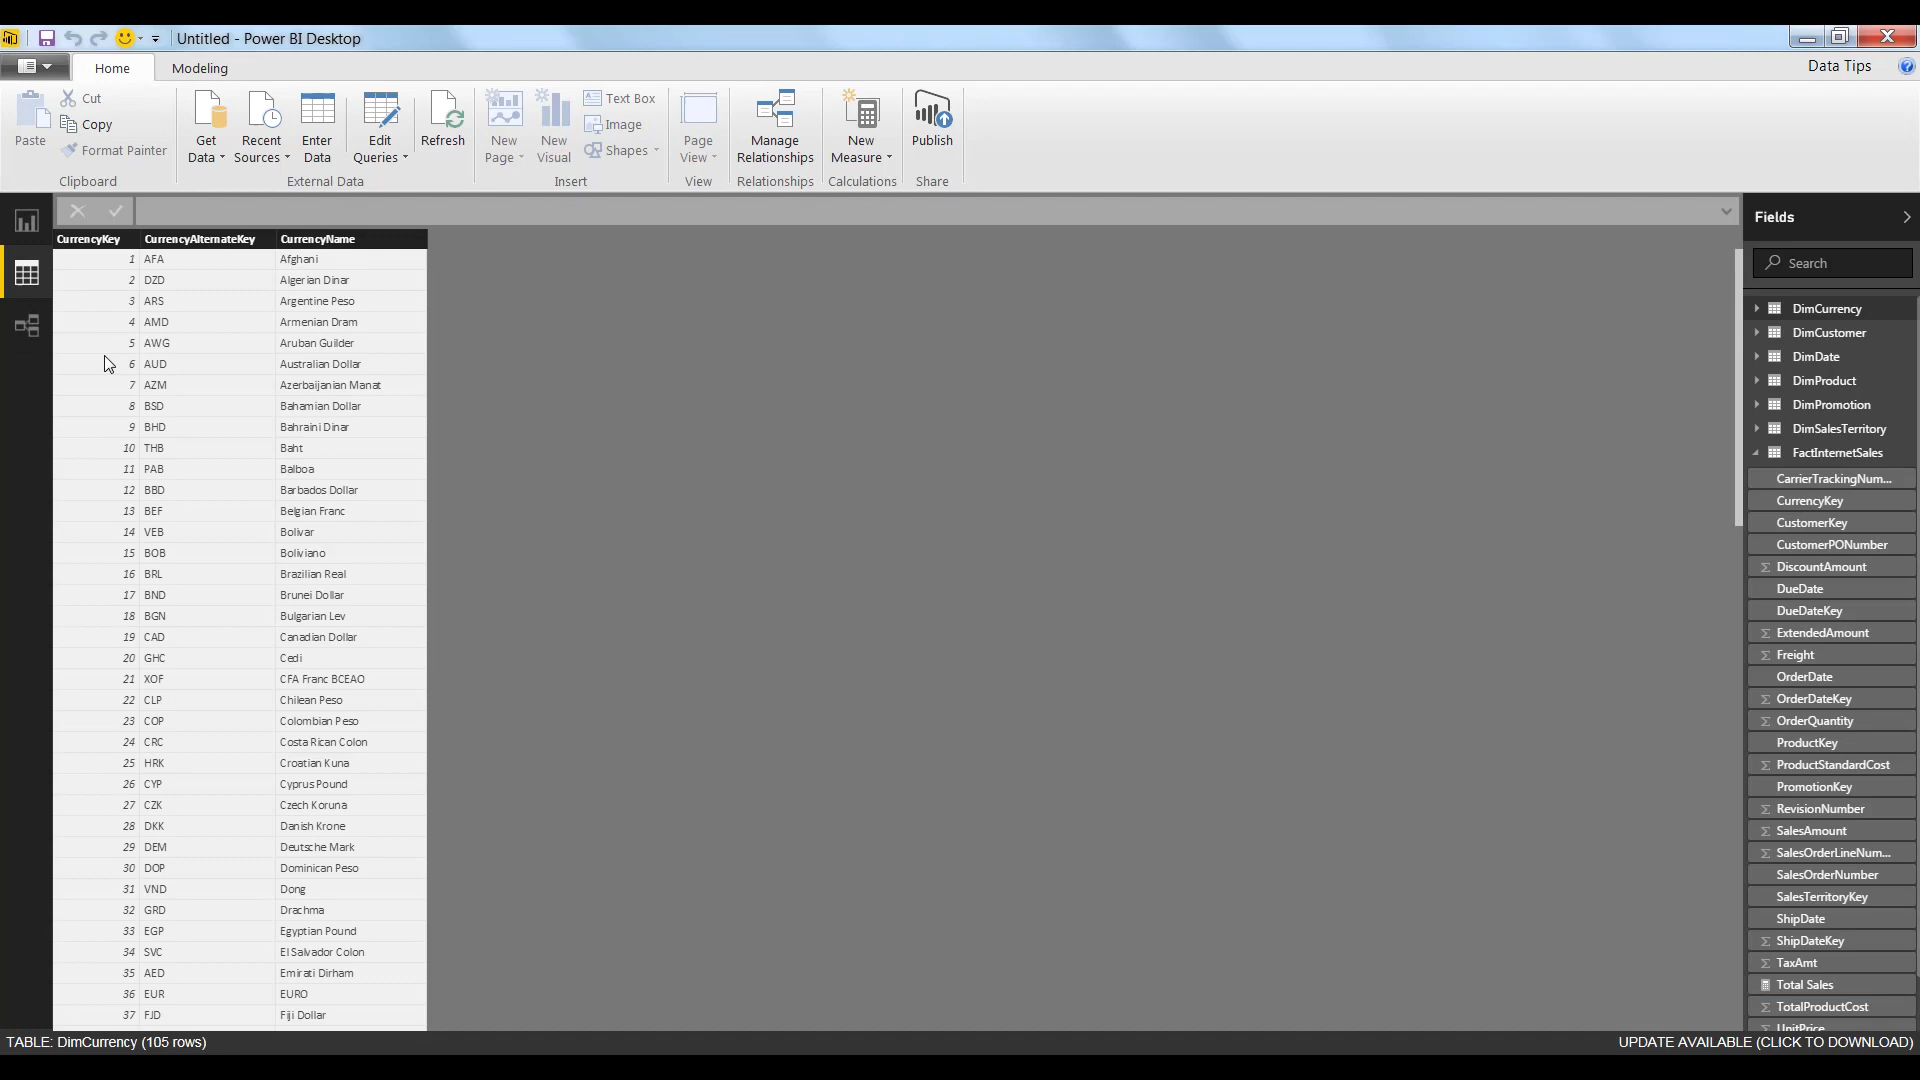 Untitled - Power BI Desktop
Home Modeling Data Tips
Paste Cut Copy Format Painter
Clipboard
Get Data Recent Sources Enter Data Edit Queries Refresh
External Data
New Page New Visual Text Box Image Shapes
Insert
Page View
View
Manage Relationships
Relationships
New Measure
Calculations
Publish
Share
CurrencyKey CurrencyAlternateKey CurrencyName
1 AFA Afghani
2 DZD Algerian Dinar
3 ARS Argentine Peso
4 AMD Armenian Dram
5 AWG Aruban Guilder
6 AUD Australian Dollar
7 AZM Azerbaijanian Manat
8 BSD Bahamian Dollar
9 BHD Bahraini Dinar
10 THB Baht
11 PAB Balboa
12 BBD Barbados Dollar
13 BEF Belgian Franc
14 VEB Bolivar
15 BOB Boliviano
16 BRL Brazilian Real
17 BND Brunei Dollar
18 BGN Bulgarian Lev
19 CAD Canadian Dollar
20 GHC Cedi
21 XOF CFA Franc BCEAO
22 CLP Chilean Peso
23 COP Colombian Peso
24 CRC Costa Rican Colon
25 HRK Croatian Kuna
26 CYP Cyprus Pound
27 CZK Czech Koruna
28 DKK Danish Krone
29 DEM Deutsche Mark
30 DOP Dominican Peso
31 VND Dong
32 GRD Drachma
33 EGP Egyptian Pound
34 SVC El Salvador Colon
35 AED Emirati Dirham
36 EUR EURO
37 FJD Fiji Dollar
Fields
Search
DimCurrency
DimCustomer
DimDate
DimProduct
DimPromotion
DimSalesTerritory
FactInternetSales
CarrierTrackingNum...
CurrencyKey
CustomerKey
CustomerPONumber
DiscountAmount
DueDate
DueDateKey
ExtendedAmount
Freight
OrderDate
OrderDateKey
OrderQuantity
ProductKey
ProductStandardCost
PromotionKey
RevisionNumber
SalesAmount
SalesOrderLineNum...
SalesOrderNumber
SalesTerritoryKey
ShipDate
ShipDateKey
TaxAmt
Total Sales
TotalProductCost
UnitPrice
TABLE: DimCurrency (105 rows) UPDATE AVAILABLE (CLICK TO DOWNLOAD)